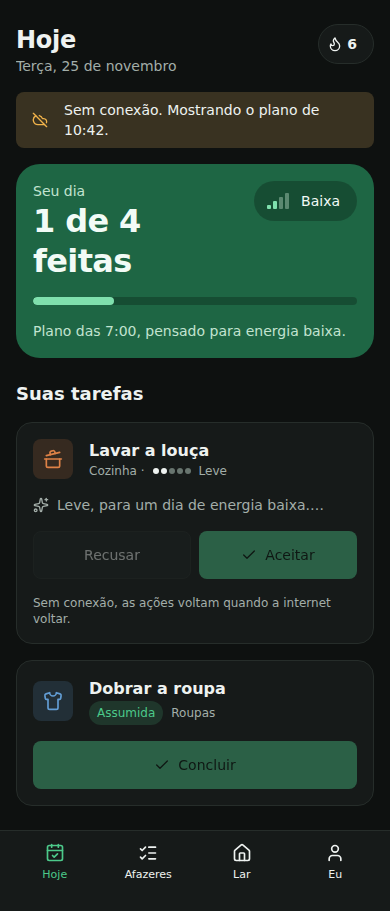 Hoje
6
Terça, 25 de novembro
Sem conexão. Mostrando o plano de
10:42.
Seu dia
Baixa
1 de 4
feitas
Plano das 7:00, pensado para energia baixa.
Suas tarefas
Lavar a louça
Cozinha · Leve
Leve, para um dia de energia baixa....
Recusar
Aceitar
Sem conexão, as ações voltam quando a internet
voltar.
Dobrar a roupa
Assumida Roupas
Concluir
Hoje
Afazeres
Lar
Eu